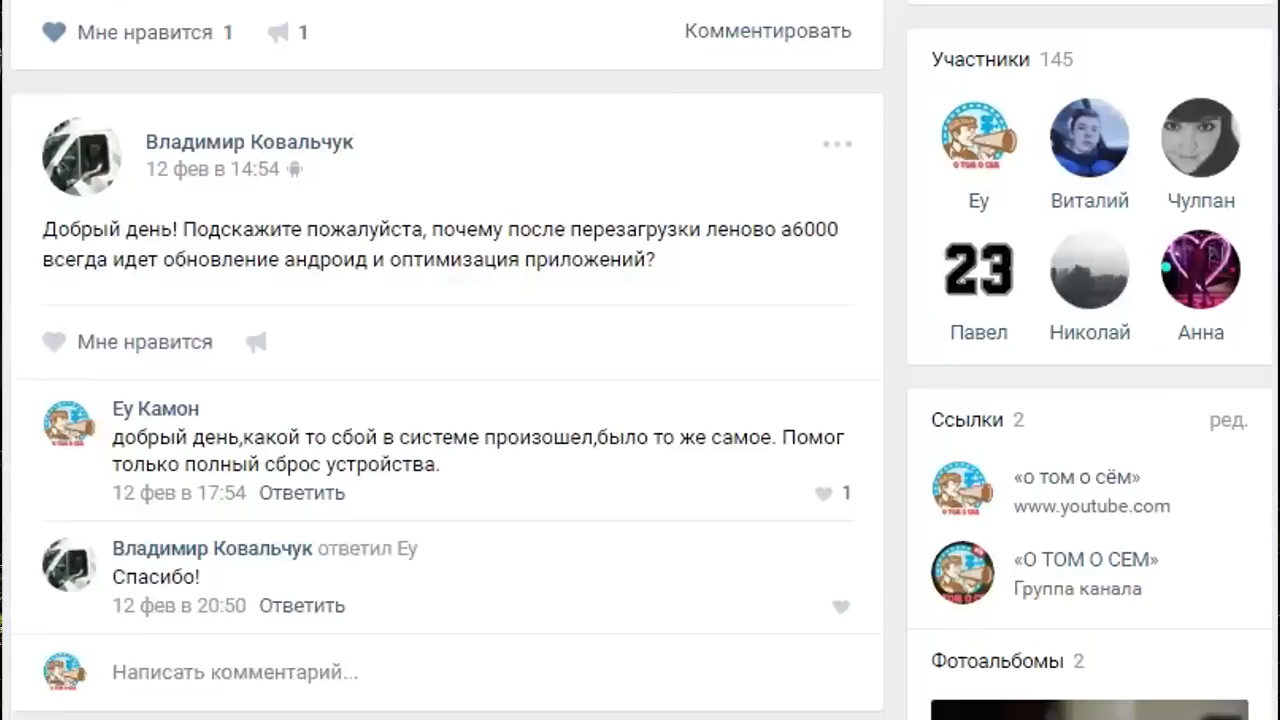 Мне нравится 1 1 Комментировать
Владимир Ковальчук
12 фев в 14:54
Добрый день! Подскажите пожалуйста, почему после перезагрузки леново а6000
всегда идет обновление андроид и оптимизация приложений?
Мне нравится
Еу Камон
добрый день,какой то сбой в системе произошел,было то же самое. Помог
только полный сброс устройства.
12 фев в 17:54 Ответить 1
Владимир Ковальчук ответил Еу
Спасибо!
12 фев в 20:50 Ответить
Написать комментарий...
Участники 145
О ТОМ О СЕМ
Еу Виталий Чулпан
23
Павел Николай Анна
Ссылки 2 ред.
«о том о сём»
www.youtube.com
«О ТОМ О СЕМ»
Группа канала
Фотоальбомы 2